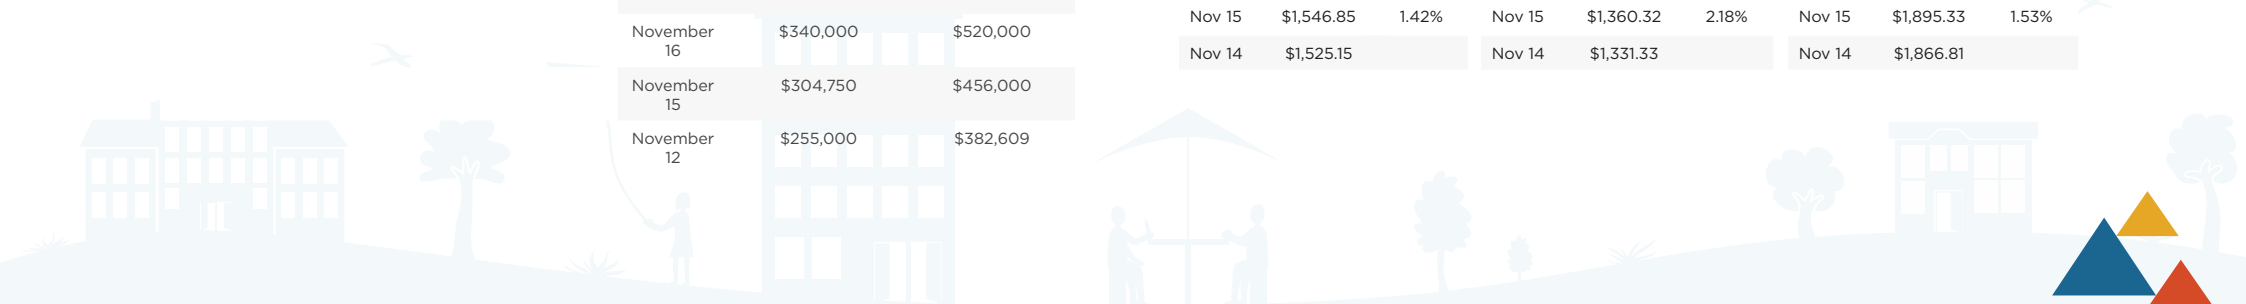 November $340,000 $520,000
16
November $304,750 $456,000
15
November $255,000 $382,609
12
Nov 15 $1,546.85 1.42% Nov 15 $1,360.32 2.18% Nov 15 $1,895.33 1.53%
Nov 14 $1,525.15 Nov 14 $1,331.33 Nov 14 $1,866.81